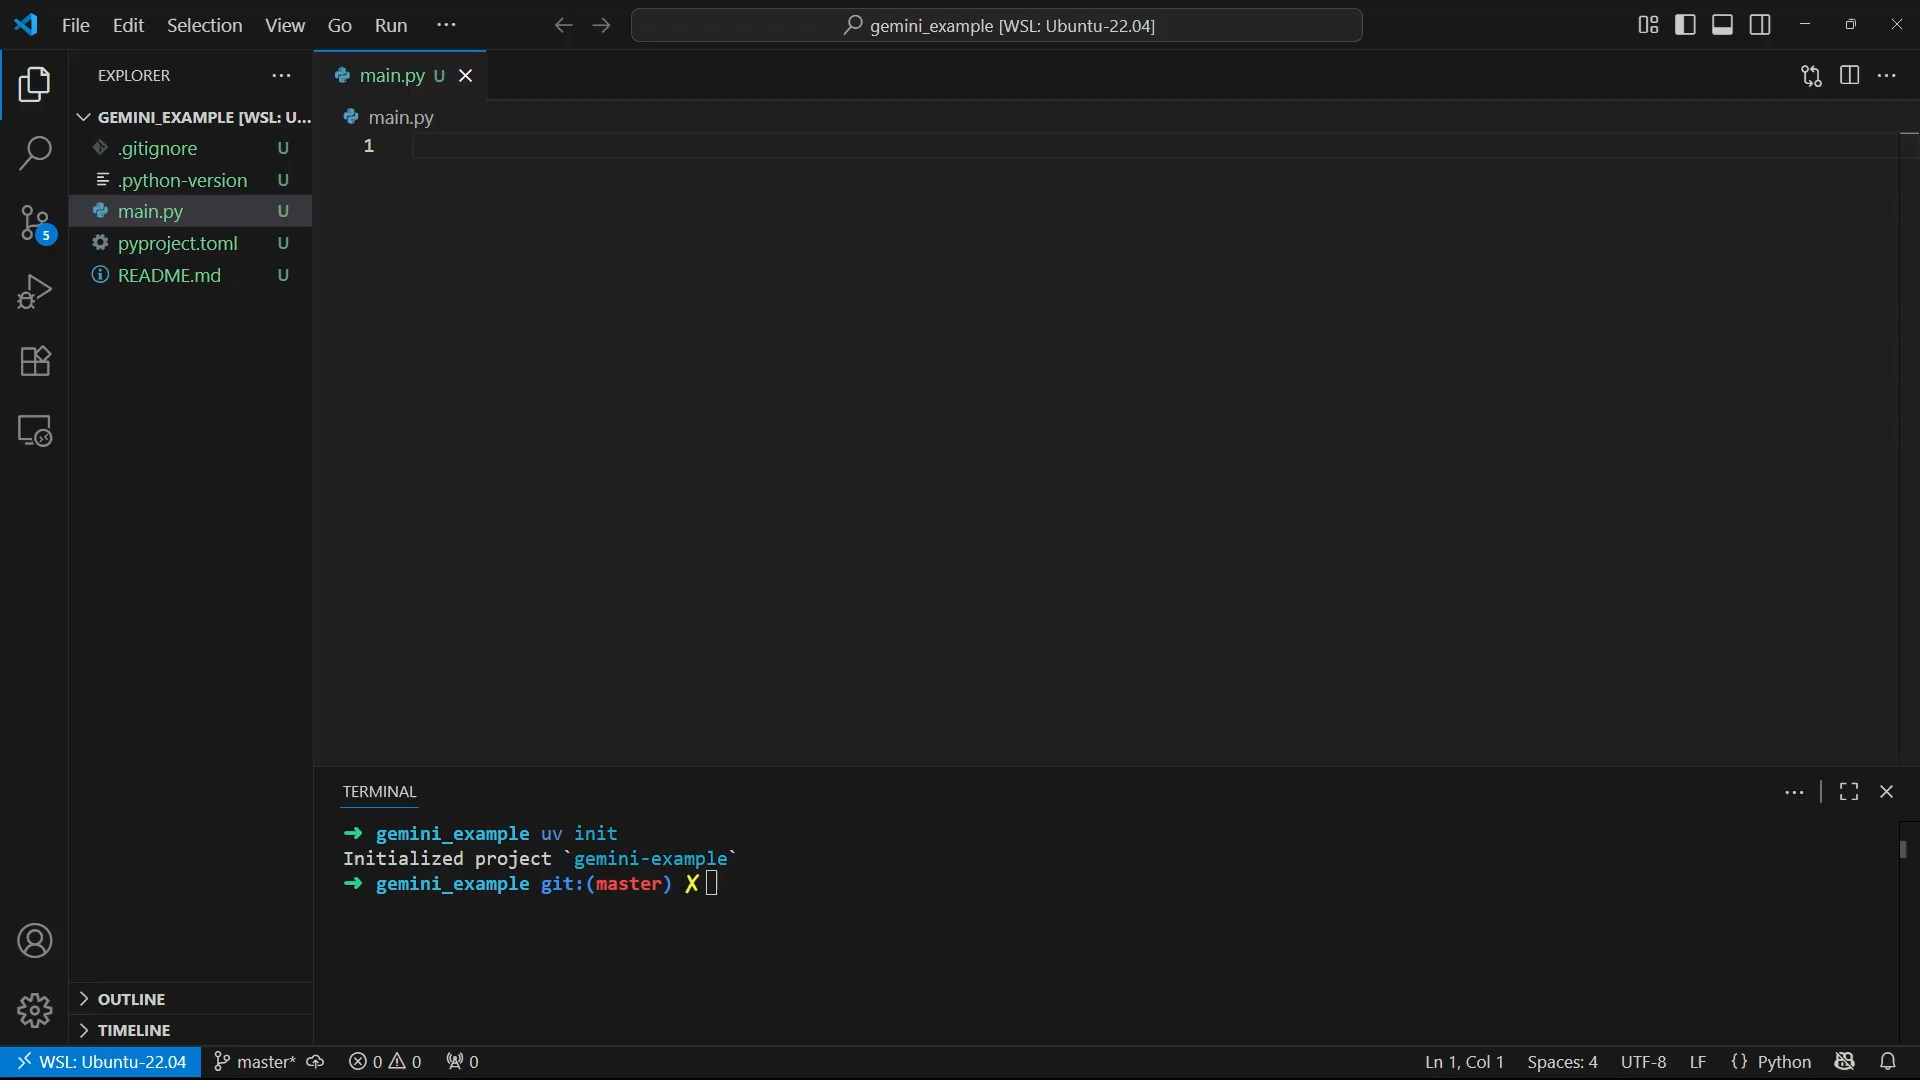 File Edit Selection View Go Run ···
gemini_example [WSL: Ubuntu-22.04]
EXPLORER ···
main.py U
GEMINI_EXAMPLE [WSL: U...
main.py
.gitignore U
1
.python-version U
main.py U
pyproject.toml U
README.md U
5
TERMINAL
➜ gemini_example uv init
Initialized project `gemini-example`
➜ gemini_example git:(master) ✗
OUTLINE
TIMELINE
WSL: Ubuntu-22.04 master* 0 0 0 Ln 1, Col 1 Spaces: 4 UTF-8 LF {} Python